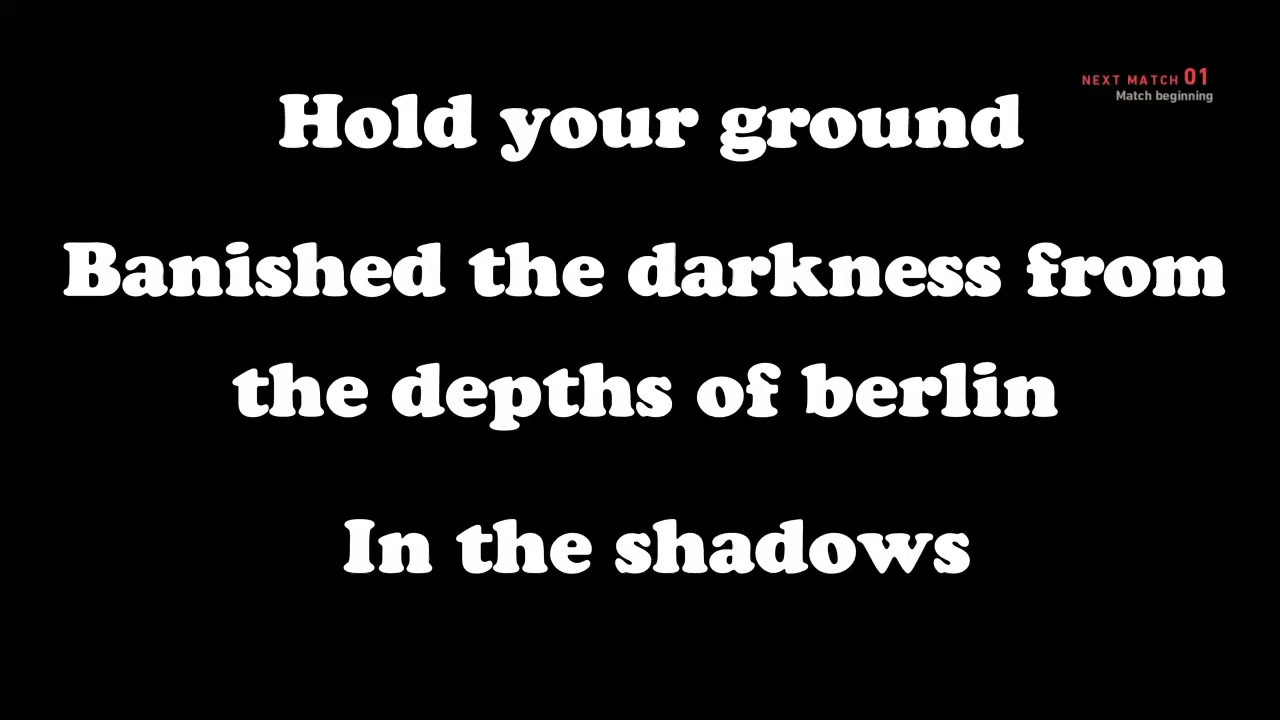 NEXT MATCH 01
Match beginning
Hold your ground
Banished the darkness from
the depths of berlin
In the shadows